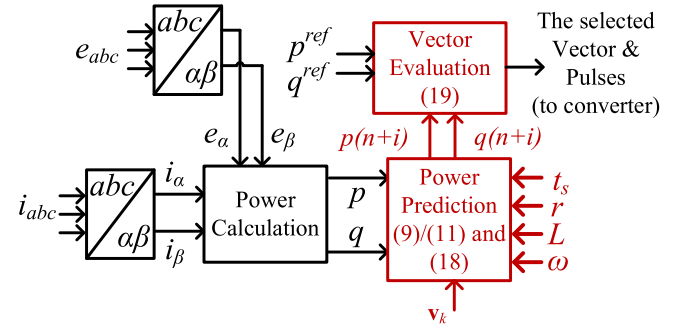 abc
αβ
e_abc
e_α
e_β
p^ref
q^ref
Vector
Evaluation
(19)
The selected
Vector &
Pulses
(to converter)
p(n+i)
q(n+i)
abc
αβ
i_abc
i_α
i_β
Power
Calculation
p
q
Power
Prediction
(9)/(11) and
(18)
t_s
r
L
ω
v_k